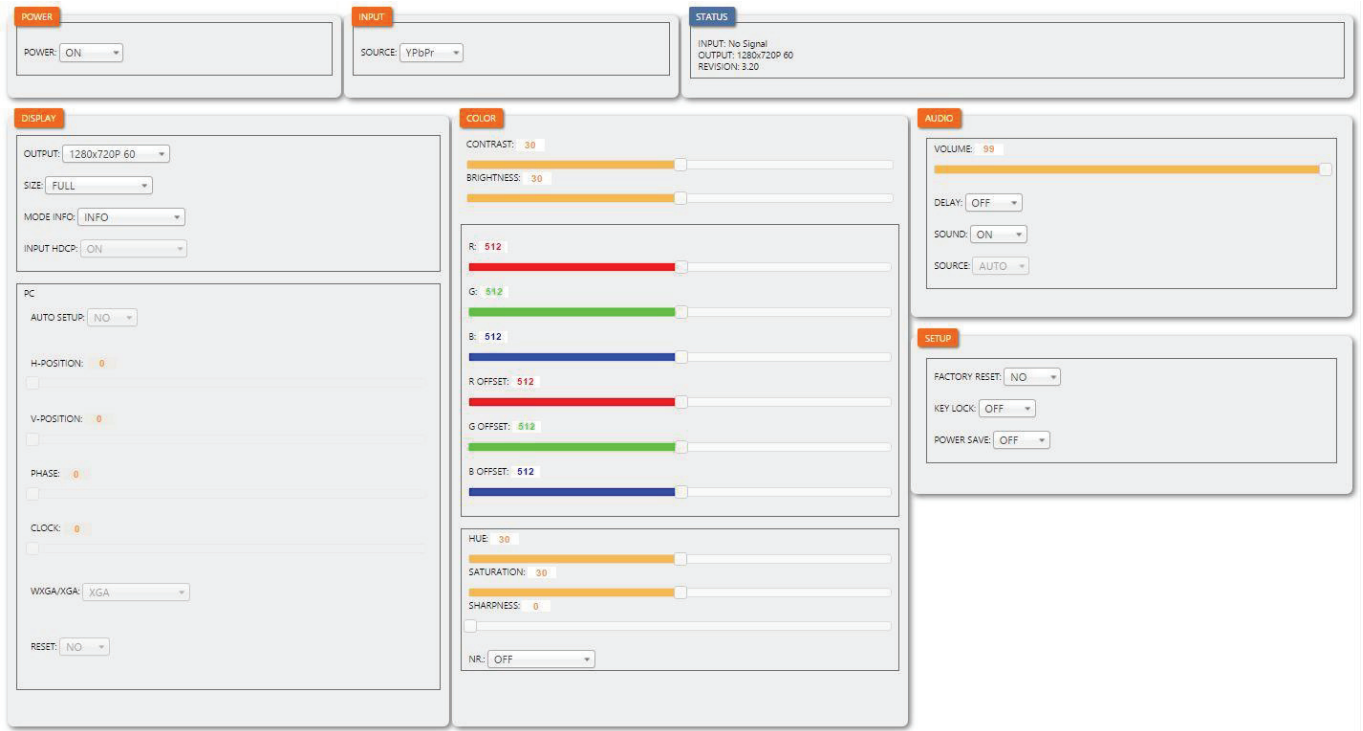 POWER
POWER: ON
INPUT
SOURCE: YPbPr
STATUS
INPUT: No Signal
OUTPUT: 1280x720P 60
REVISION: 3.20
DISPLAY
OUTPUT: 1280x720P 60
SIZE: FULL
MODE INFO: INFO
INPUT HDCP: ON
PC
AUTO SETUP: NO
H-POSITION: 0
V-POSITION: 0
PHASE: 0
CLOCK: 0
WXGA/XGA: XGA
RESET: NO
COLOR
CONTRAST: 30
BRIGHTNESS: 30
R: 512
G: 512
B: 512
R OFFSET: 512
G OFFSET: 512
B OFFSET: 512
HUE: 30
SATURATION: 30
SHARPNESS: 0
NR.: OFF
AUDIO
VOLUME: 99
DELAY: OFF
SOUND: ON
SOURCE: AUTO
SETUP
FACTORY RESET: NO
KEY LOCK: OFF
POWER SAVE: OFF